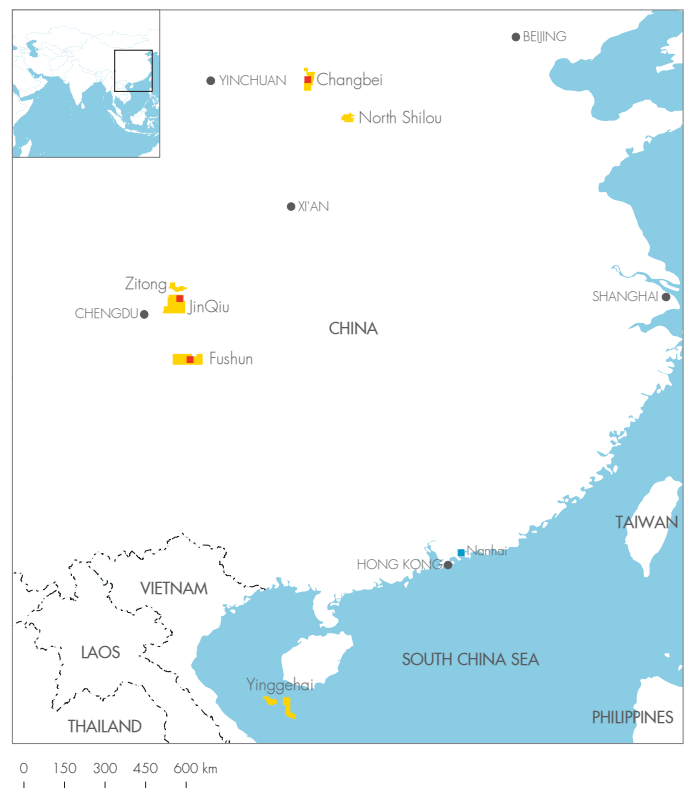 BEIJING
YINCHUAN
Changbei
North Shilou
XI'AN
Zitong
JinQiu
SHANGHAI
CHENGDU
CHINA
Fushun
TAIWAN
Nanhai
HONG KONG
VIETNAM
LAOS
SOUTH CHINA SEA
Yinggehai
PHILIPPINES
THAILAND
0 150 300 450 600 km